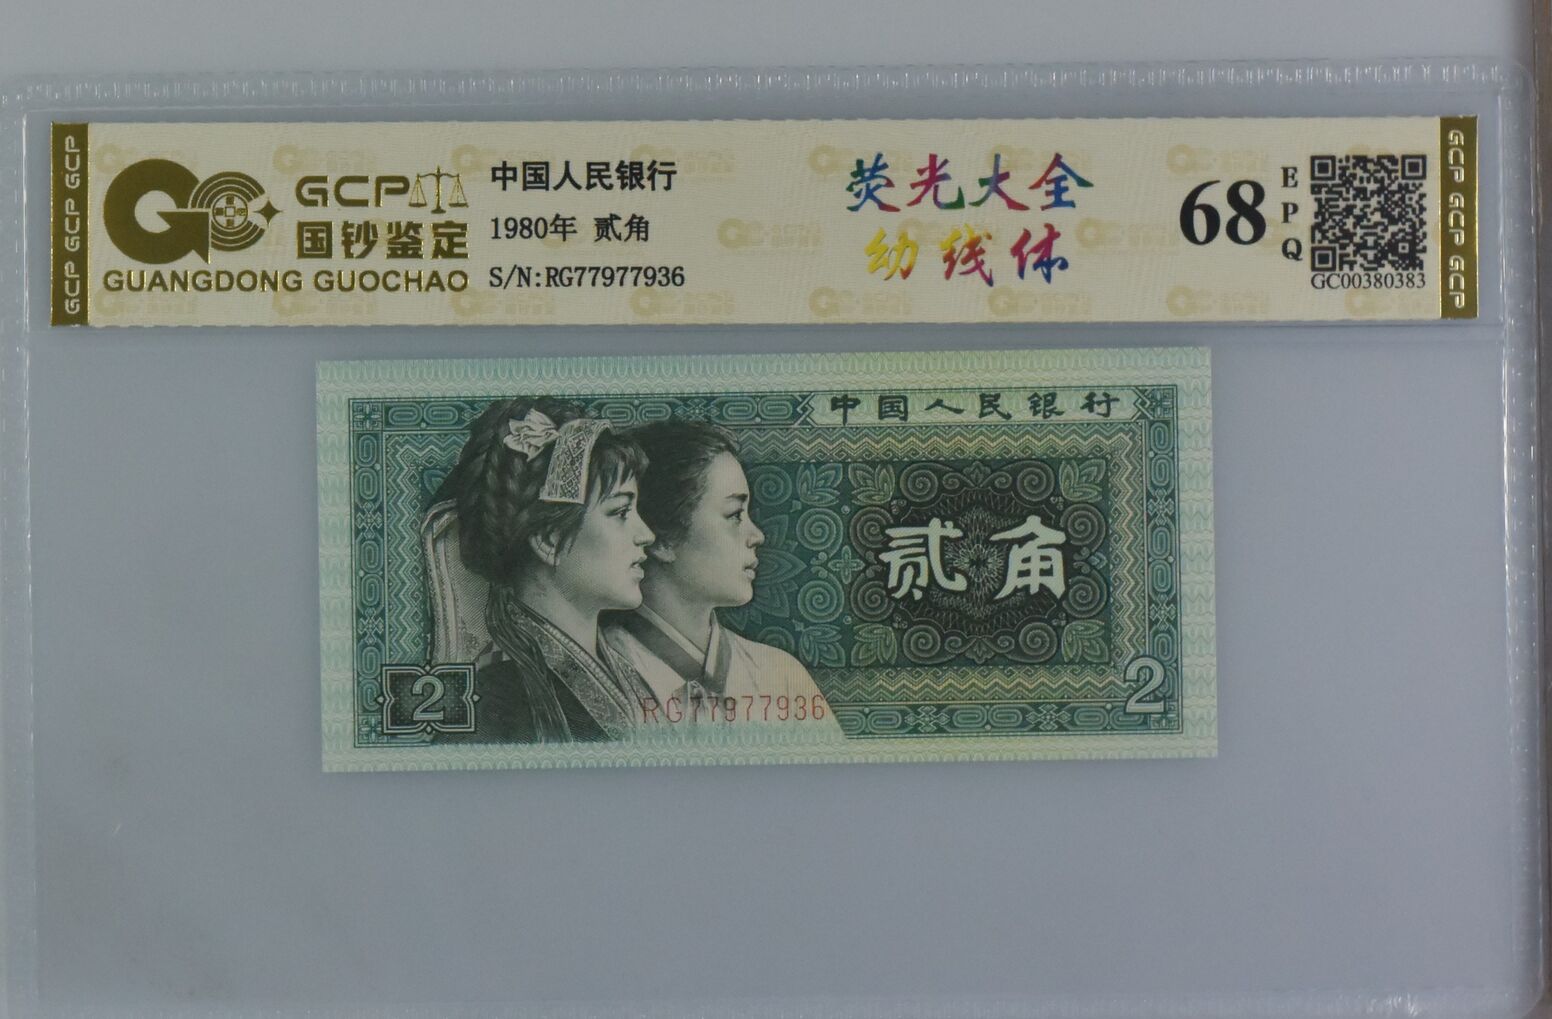 GCP GCP GCP
GCP
国钞鉴定
GUANGDONG GUOCHAO
中国人民银行
1980年 贰角
S/N:RG77977936
荧光大全
幼线体
68
EPQ
GC00380383
GCP GCP GCP
中国人民银行
贰角
2
2
RG77977936